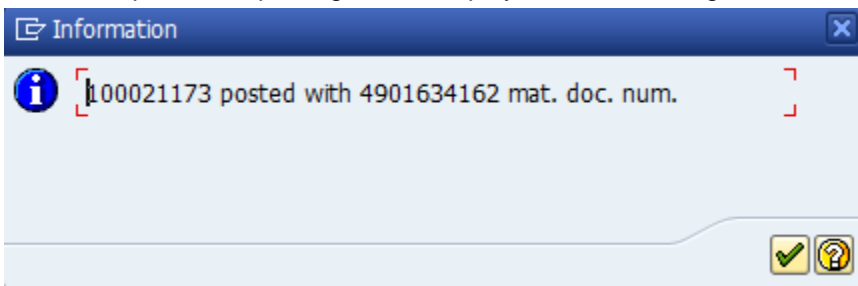 Information
100021173 posted with 4901634162 mat. doc. num.